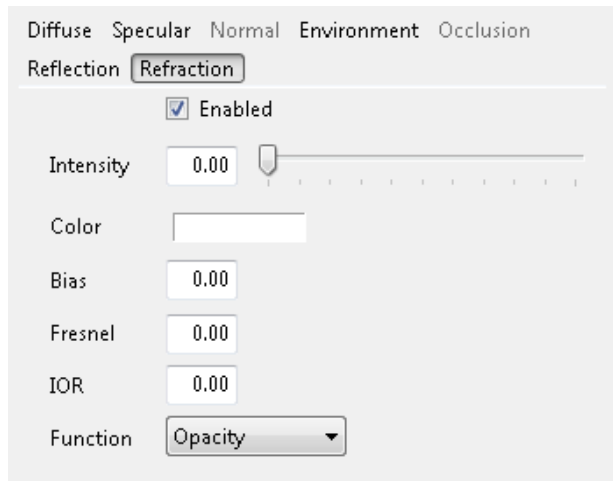 Diffuse Specular Normal Environment Occlusion
Reflection Refraction
Enabled
Intensity 0.00
Color
Bias 0.00
Fresnel 0.00
IOR 0.00
Function Opacity